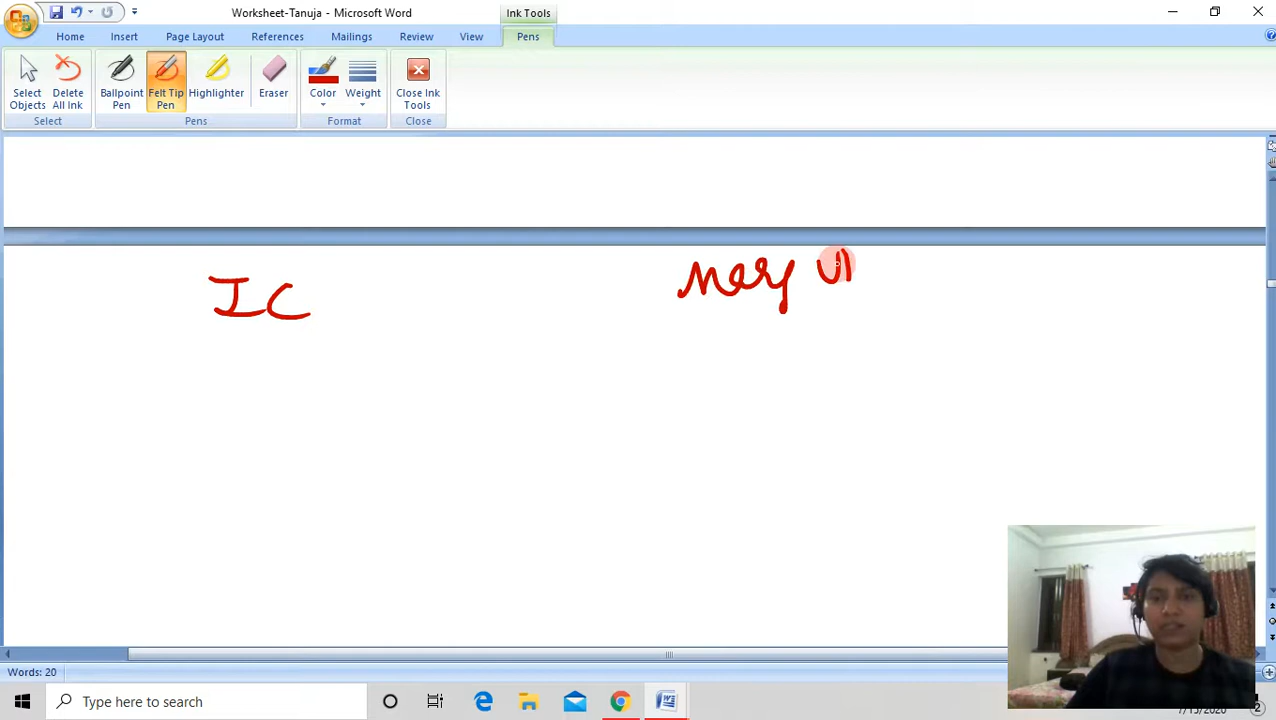 Worksheet-Tanuja - Microsoft Word
Ink Tools
Home Insert Page Layout References Mailings Review View Pens
Select Objects
Delete All Ink
Ballpoint Pen
Felt Tip Pen
Highlighter
Eraser
Color
Weight
Close Ink Tools
Select
Pens
Format
Close
IC
Words: 20
Type here to search
2